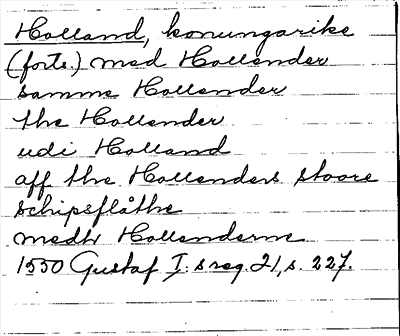 Holland, konungarike
(forts.) med Hollender
samme Hollender
the Hollender
udi Holland
aff the Hollenders stoore
schipsflåthe
medh Hollenderne
1550 Gustaf I:s reg. 21, s. 227.